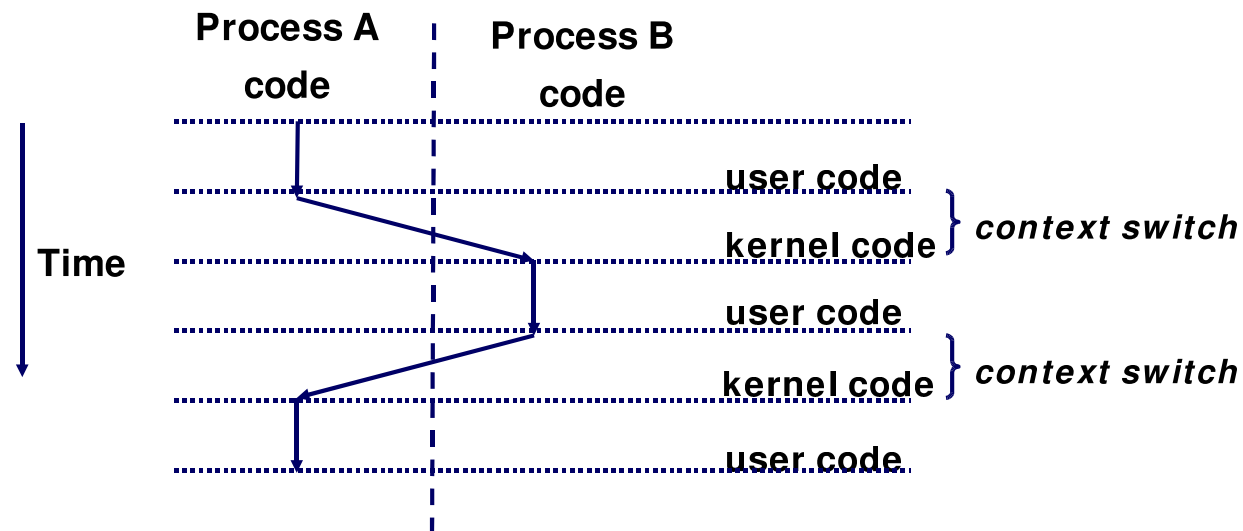 Process A
code
Process B
code
user code
context switch
kernel code
Time
user code
context switch
kernel code
user code